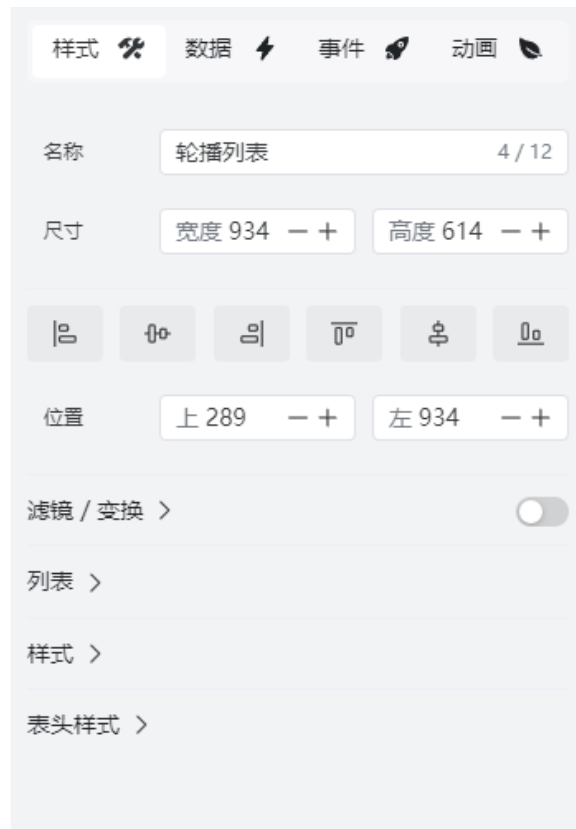 样式 数据 事件 动画
名称 轮播列表 4 / 12
尺寸 宽度 934 — + 高度 614 — +
位置 上 289 — + 左 934 — +
滤镜 / 变换 >
列表 >
样式 >
表头样式 >